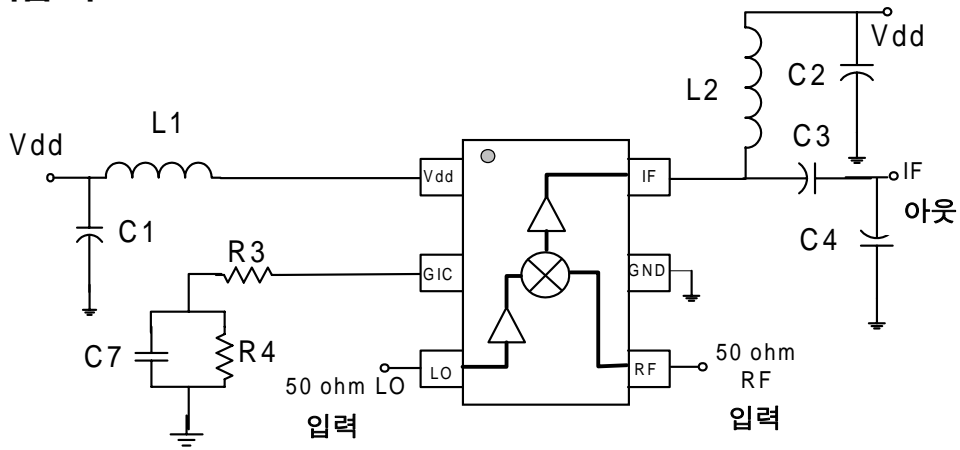 Vdd
L2
C2
L1
C3
Vdd
Vdd
IF
IF
C1
아웃
C4
R3
GIC
GND
C7
R4
LO
RF
50 ohm LO
입력
50 ohm
RF
입력